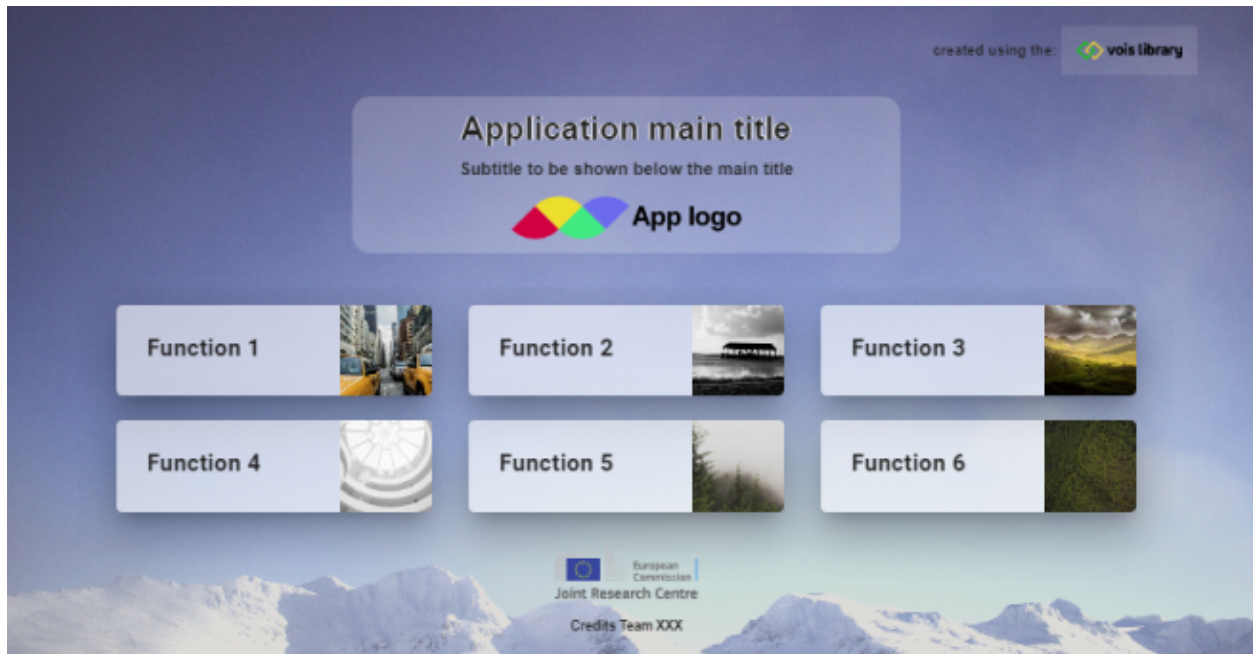 created using the: vois library
Application main title
Subtitle to be shown below the main title
App logo
Function 1
Function 2
Function 3
Function 4
Function 5
Function 6
European
Commission
Joint Research Centre
Credits Team XXX